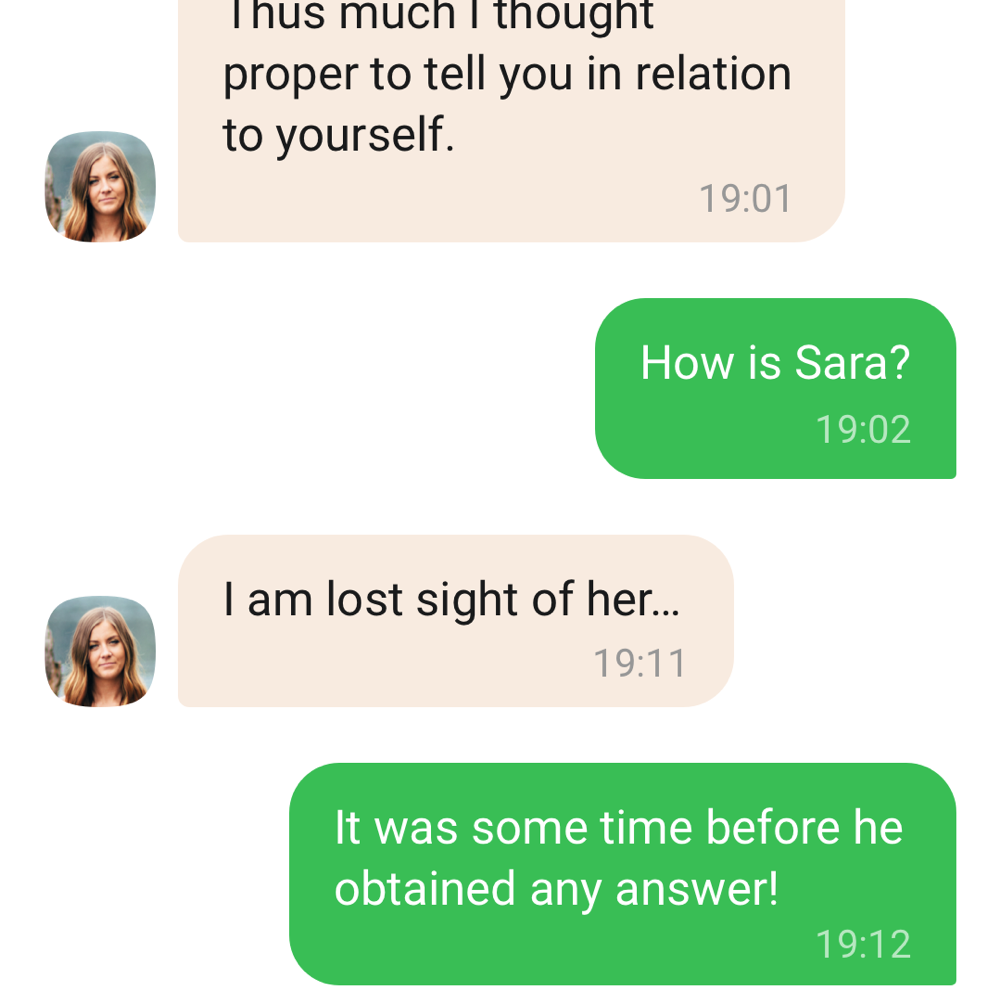 Thus much I thought
proper to tell you in relation
to yourself.
19:01
How is Sara?
19:02
I am lost sight of her...
19:11
It was some time before he
obtained any answer!
19:12